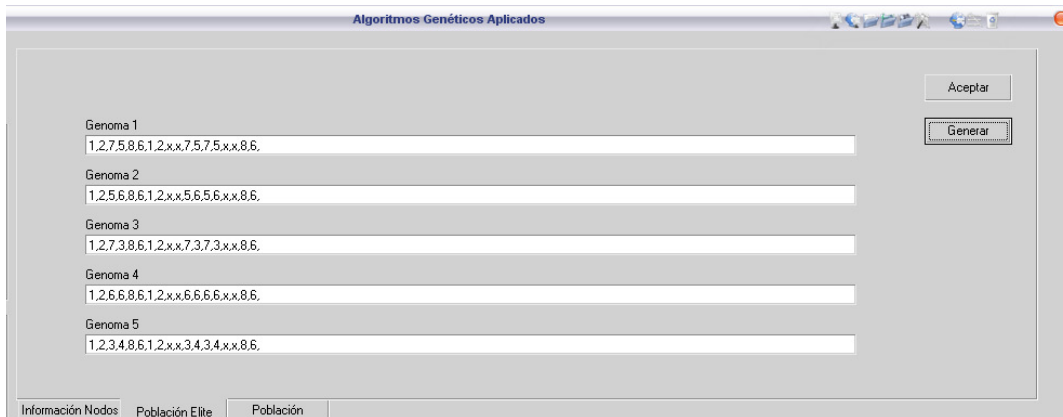 Algoritmos Genéticos Aplicados
Aceptar
Generar
Genoma 1
1,2,7,5,8,6,1,2,x,x,7,5,7,5,x,x,8,6,
Genoma 2
1,2,5,6,8,6,1,2,x,x,5,6,5,6,x,x,8,6,
Genoma 3
1,2,7,3,8,6,1,2,x,x,7,3,7,3,x,x,8,6,
Genoma 4
1,2,6,6,8,6,1,2,x,x,6,6,6,6,x,x,8,6,
Genoma 5
1,2,3,4,8,6,1,2,x,x,3,4,3,4,x,x,8,6,
Información Nodos Población Elite Población